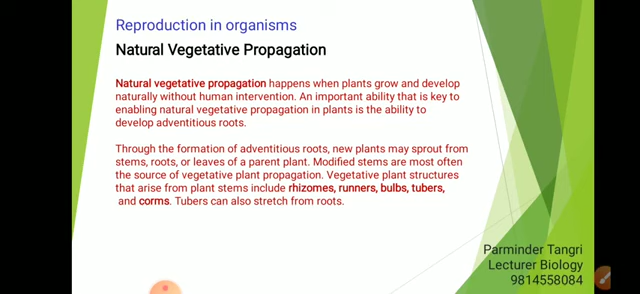 Reproduction in organisms
Natural Vegetative Propagation
Natural vegetative propagation happens when plants grow and develop
naturally without human intervention. An important ability that is key to
enabling natural vegetative propagation in plants is the ability to
develop adventitious roots.
Through the formation of adventitious roots, new plants may sprout from
stems, roots, or leaves of a parent plant. Modified stems are most often
the source of vegetative plant propagation. Vegetative plant structures
that arise from plant stems include rhizomes, runners, bulbs, tubers,
and corms. Tubers can also stretch from roots.
Parminder Tangri
Lecturer Biology
9814558084